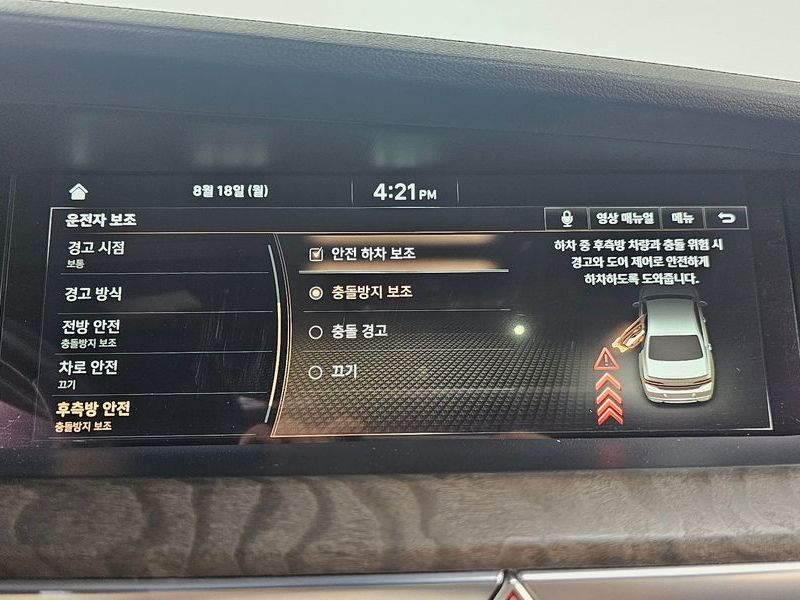 8월 18일 (월)
4:21 PM
운전자 보조
영상 매뉴얼
메뉴
경고 시점
보통
경고 방식
전방 안전
충돌방지 보조
차로 안전
끄기
후측방 안전
충돌방지 보조
안전 하차 보조
충돌방지 보조
충돌 경고
끄기
하차 중 후측방 차량과 충돌 위험 시
경고와 도어 제어로 안전하게
하차하도록 도와줍니다.